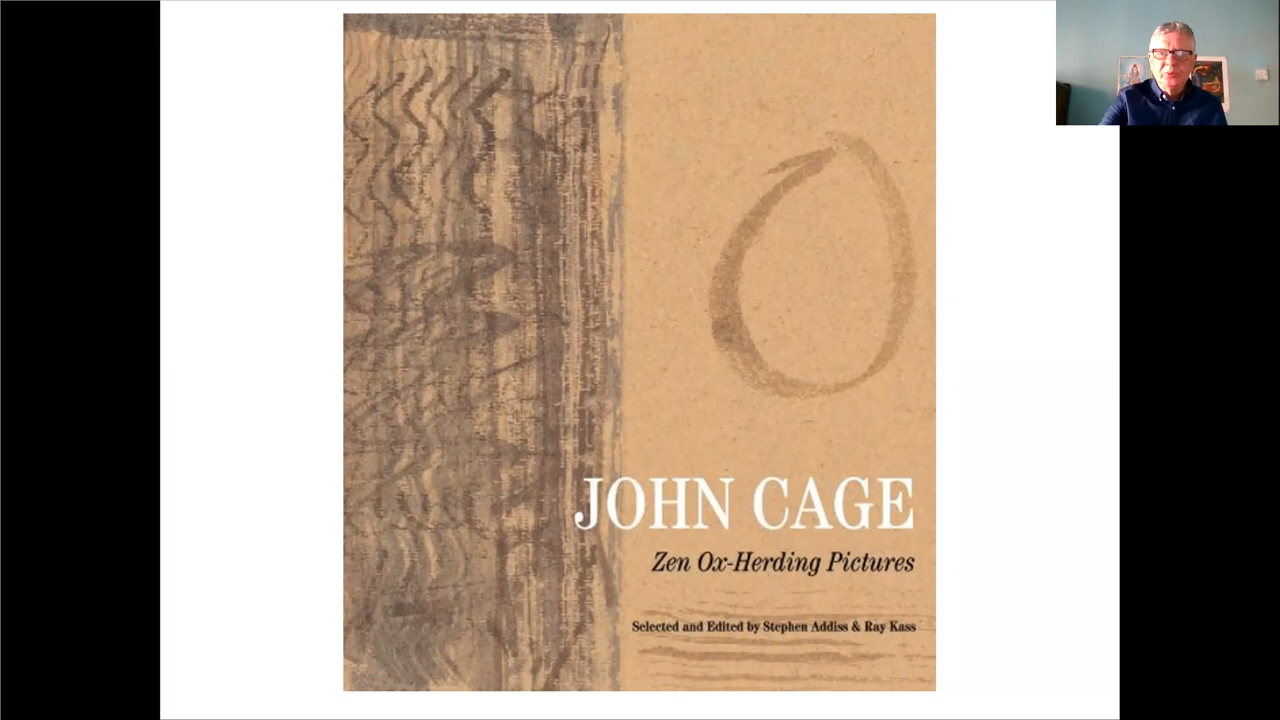 JOHN CAGE
Zen Ox-Herding Pictures
Selected and Edited by Stephen Addiss & Ray Kass